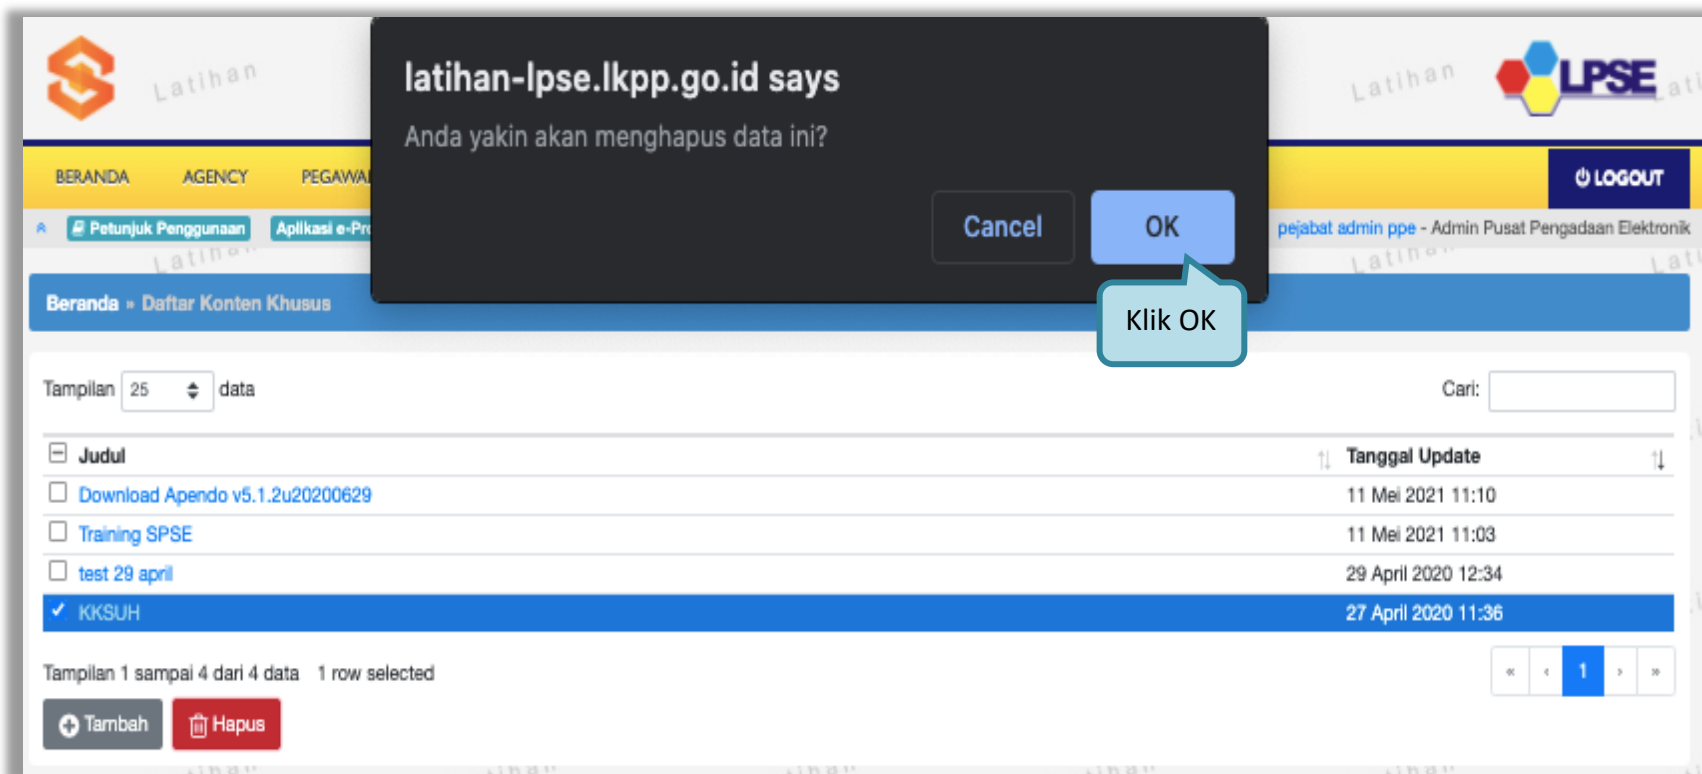 Latihan
latihan-lpse.lkpp.go.id says
Anda yakin akan menghapus data ini?
Cancel
OK
Klik OK
Latihan
LPSE
BERANDA AGENCY
LOGOUT
Petunjuk Penggunaan
pejabat admin ppe - Admin Pusat Pengadaan Elektronik
Latihan
Beranda » Daftar Konten Khusus
Tampilan 25 data
Cari:
Judul Tanggal Update
Download Apendo v5.1.2u20200629 11 Mei 2021 11:10
Training SPSE 11 Mei 2021 11:03
test 29 april 29 April 2020 12:34
KKSUH 27 April 2020 11:36
Tampilan 1 sampai 4 dari 4 data 1 row selected
« ‹ 1 › »
Tambah Hapus